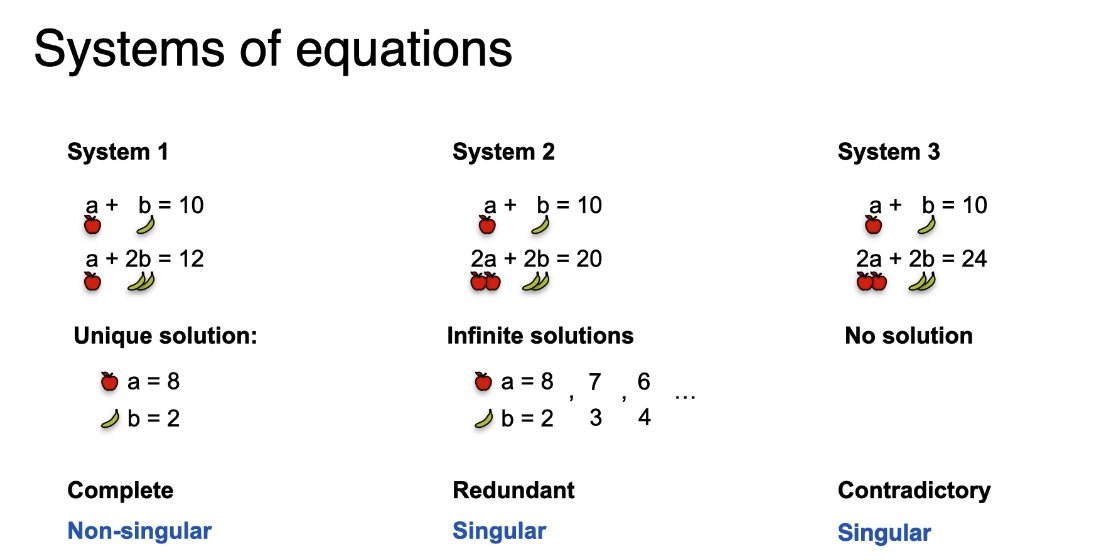 Systems of equations
System 1
a + b = 10
a + 2b = 12
Unique solution:
a = 8
b = 2
Complete
Non-singular
System 2
a + b = 10
2a + 2b = 20
Infinite solutions
a = 8 , 7 , 6 ...
b = 2 3 4
Redundant
Singular
System 3
a + b = 10
2a + 2b = 24
No solution
Contradictory
Singular